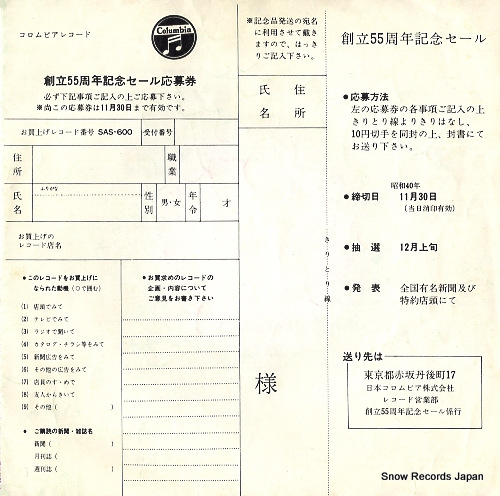 コロムビアレコード
Columbia
創立55周年記念セール応募券
必ず下記事項ご記入の上ご応募下さい。
※尚この応募券は11月30日まで有効です。
お買上げレコード番号 SAS-600 受付番号
住所
職業
氏名
ふりがな
性別
男・女
年令
才
お買上げの
レコード店名
●このレコードをお買上げに
なられた動機(○で囲む)
(1) 店頭でみて
(2) テレビでみて
(3) ラジオで聞いて
(4) カタログ・チラシ等をみて
(5) 新聞広告をみて
(6) その他の広告をみて
(7) 店員のすゝめで
(8) 友人からきいて
(9) その他( )
● ご購読の新聞・雑誌名
新聞( )
月刊誌( )
週刊誌( )
●お買求めのレコードの
企画・内容について
ご意見をお書き下さい
※記念品発送の宛名
に利用させて戴き
ますので、はっき
りご記入下さい。
住所
氏名
様
きりとり線
創立55周年記念セール
●応募方法
左の応募券の各事項ご記入の上
きりとり線よりきりはなし、
10円切手を同封の上、封書にて
お送り下さい。
昭和40年
●締切日 11月30日
(当日消印有効)
●抽選 12月上旬
●発表 全国有名新聞及び
特約店頭にて
送り先は
東京都赤坂丹後町17
日本コロムビア株式会社
レコード営業部
創立55周年記念セール係行
Snow Records Japan